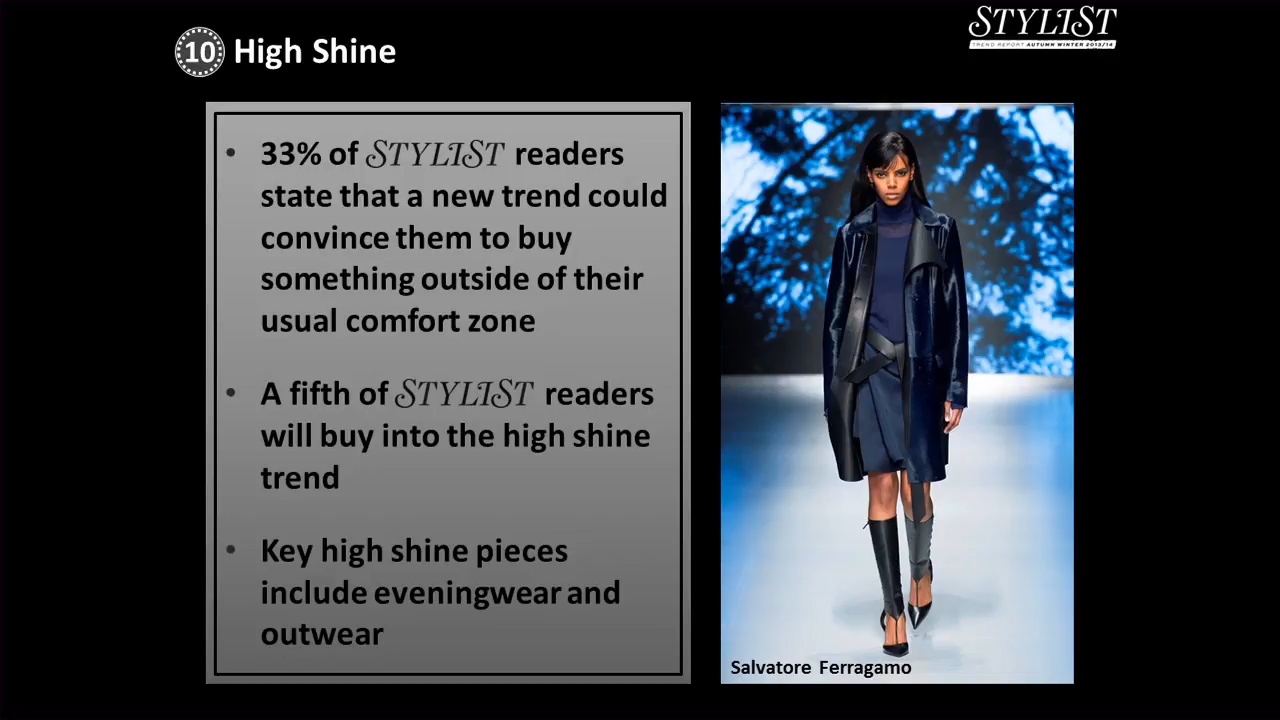 10 High Shine
STYLIST
TREND REPORT AUTUMN WINTER 2013/14
• 33% of STYLIST readers
state that a new trend could
convince them to buy
something outside of their
usual comfort zone
• A fifth of STYLIST readers
will buy into the high shine
trend
• Key high shine pieces
include eveningwear and
outwear
Salvatore Ferragamo